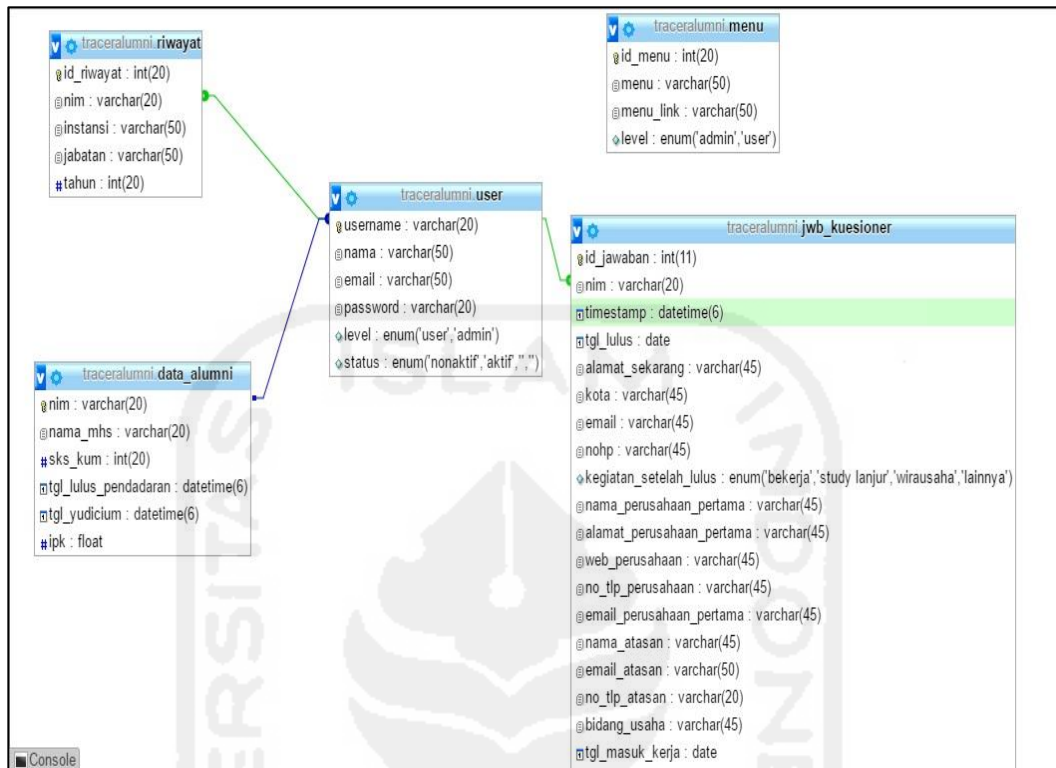 traceralumni.riwayat
id_riwayat : int(20)
nim : varchar(20)
instansi : varchar(50)
jabatan : varchar(50)
#tahun : int(20)
traceralumni.menu
id_menu : int(20)
menu : varchar(50)
menu_link : varchar(50)
level : enum('admin','user')
traceralumni.user
username : varchar(20)
nama : varchar(50)
email : varchar(50)
password : varchar(20)
level : enum('user','admin')
status : enum('nonaktif','aktif','','')
traceralumni.data_alumni
nim : varchar(20)
nama_mhs : varchar(20)
#sks_kum : int(20)
tgl_lulus_pendadaran : datetime(6)
tgl_yudicium : datetime(6)
#ipk : float
traceralumni.jwb_kuesioner
id_jawaban : int(11)
nim : varchar(20)
timestamp : datetime(6)
tgl_lulus : date
alamat_sekarang : varchar(45)
kota : varchar(45)
email : varchar(45)
nohp : varchar(45)
kegiatan_setelah_lulus : enum('bekerja','study lanjur','wirausaha','lainnya')
nama_perusahaan_pertama : varchar(45)
alamat_perusahaan_pertama : varchar(45)
web_perusahaan : varchar(45)
no_tlp_perusahaan : varchar(45)
email_perusahaan_pertama : varchar(45)
nama_atasan : varchar(45)
email_atasan : varchar(50)
no_tlp_atasan : varchar(20)
bidang_usaha : varchar(45)
tgl_masuk_kerja : date
Console
ISLAM